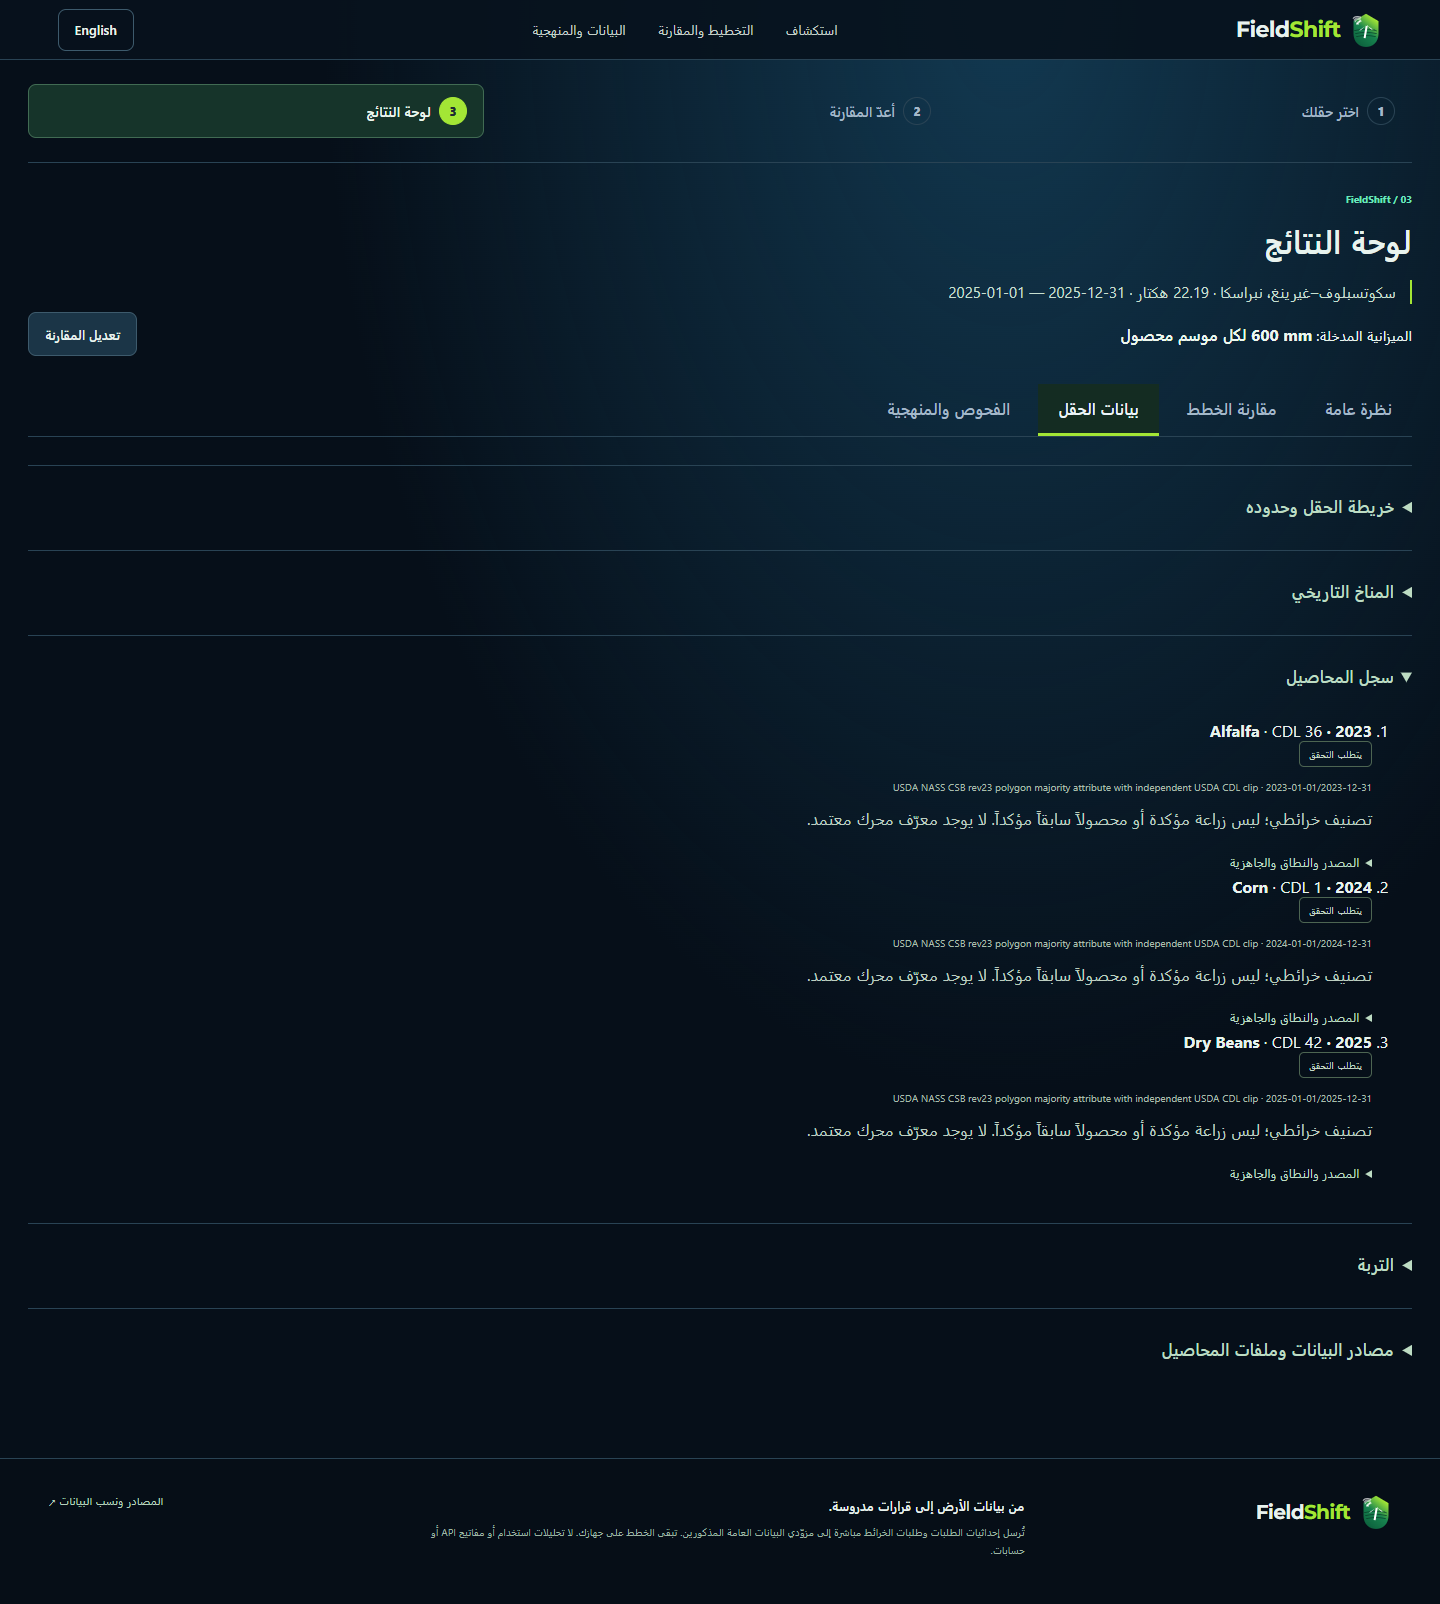 FieldShift
استكشاف
التخطيط والمقارنة
البيانات والمنهجية
English
1 اختر حقلك
2 أعدّ المقارنة
3 لوحة النتائج
FieldShift / 03
لوحة النتائج
سكوتسبلوف–غيرينغ، نبراسكا · 22.19 هكتار · 2025-12-31 — 2025-01-01
الميزانية المدخلة: 600 mm لكل موسم محصول
تعديل المقارنة
نظرة عامة
مقارنة الخطط
بيانات الحقل
الفحوص والمنهجية
خريطة الحقل وحدوده
المناخ التاريخي
سجل المحاصيل
1. 2023 • Alfalfa · CDL 36
يتطلب التحقق
USDA NASS CSB rev23 polygon majority attribute with independent USDA CDL clip · 2023-01-01/2023-12-31
تصنيف خرائطي؛ ليس زراعة مؤكدة أو محصولاً سابقاً مؤكداً. لا يوجد معرّف محرك معتمد.
المصدر والنطاق والجاهزية
2. 2024 • Corn · CDL 1
يتطلب التحقق
USDA NASS CSB rev23 polygon majority attribute with independent USDA CDL clip · 2024-01-01/2024-12-31
تصنيف خرائطي؛ ليس زراعة مؤكدة أو محصولاً سابقاً مؤكداً. لا يوجد معرّف محرك معتمد.
المصدر والنطاق والجاهزية
3. 2025 • Dry Beans · CDL 42
يتطلب التحقق
USDA NASS CSB rev23 polygon majority attribute with independent USDA CDL clip · 2025-01-01/2025-12-31
تصنيف خرائطي؛ ليس زراعة مؤكدة أو محصولاً سابقاً مؤكداً. لا يوجد معرّف محرك معتمد.
المصدر والنطاق والجاهزية
التربة
مصادر البيانات وملفات المحاصيل
FieldShift
من بيانات الأرض إلى قرارات مدروسة.
تُرسل إحداثيات الطلبات وطلبات الخرائط مباشرة إلى مزوّدي البيانات العامة المذكورين. تبقى الخطط على جهازك. لا تحليلات استخدام أو مفاتيح API أو
حسابات.
المصادر ونسب البيانات ↗